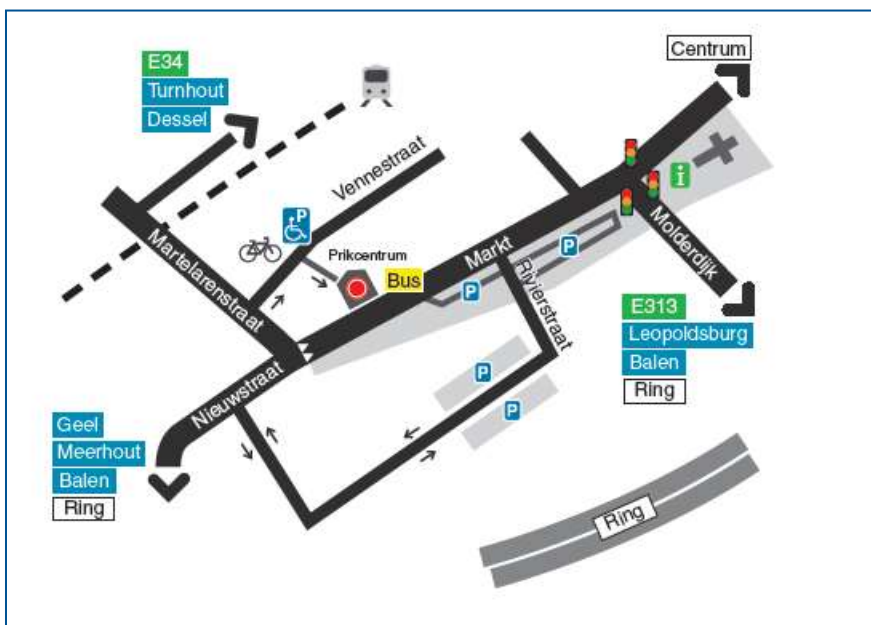 Centrum
E34
Turnhout
Dessel
Vennestraat
Martelarenstraat
P
Prikcentrum
Bus
Markt
P
P
i
Molderdijk
Rivierstraat
E313
Leopoldsburg
Balen
Ring
P
P
Nieuwstraat
Geel
Meerhout
Balen
Ring
Ring